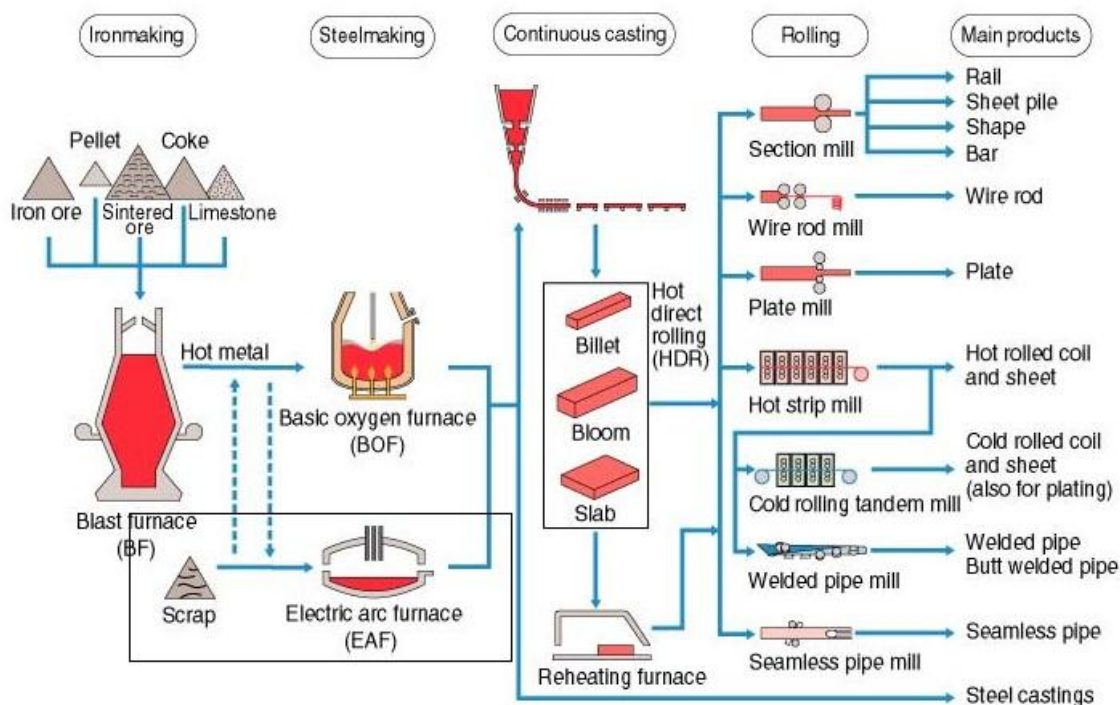 Ironmaking
Steelmaking
Continuous casting
Rolling
Main products
Pellet
Coke
Iron ore
Sintered
ore
Limestone
Hot metal
Blast furnace
(BF)
Scrap
Basic oxygen furnace
(BOF)
Electric arc furnace
(EAF)
Hot
direct
rolling
(HDR)
Billet
Bloom
Slab
Reheating furnace
Section mill
Wire rod mill
Plate mill
Hot strip mill
Cold rolling tandem mill
Welded pipe mill
Seamless pipe mill
Rail
Sheet pile
Shape
Bar
Wire rod
Plate
Hot rolled coil
and sheet
Cold rolled coil
and sheet
(also for plating)
Welded pipe
Butt welded pipe
Seamless pipe
Steel castings